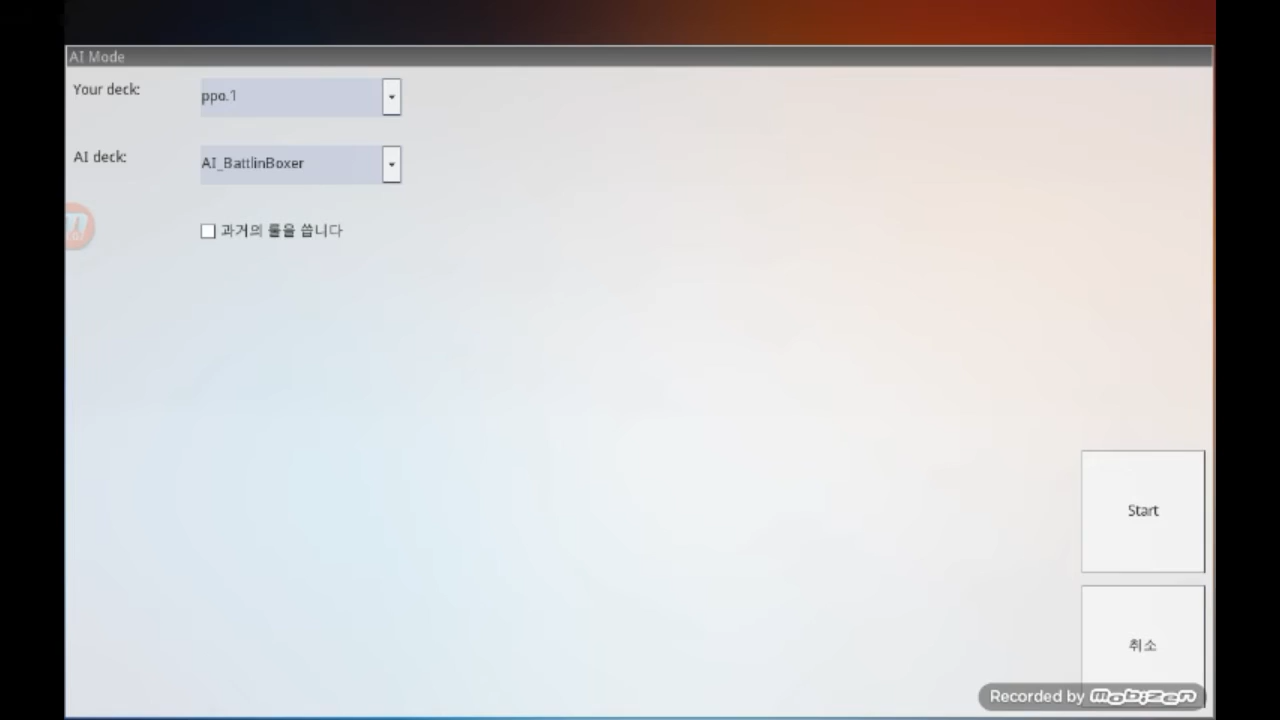 AI Mode
Your deck:
ppo.1
AI deck:
AI_BattlinBoxer
과거의 룰을 씁니다
Start
취소
Recorded by mobizen